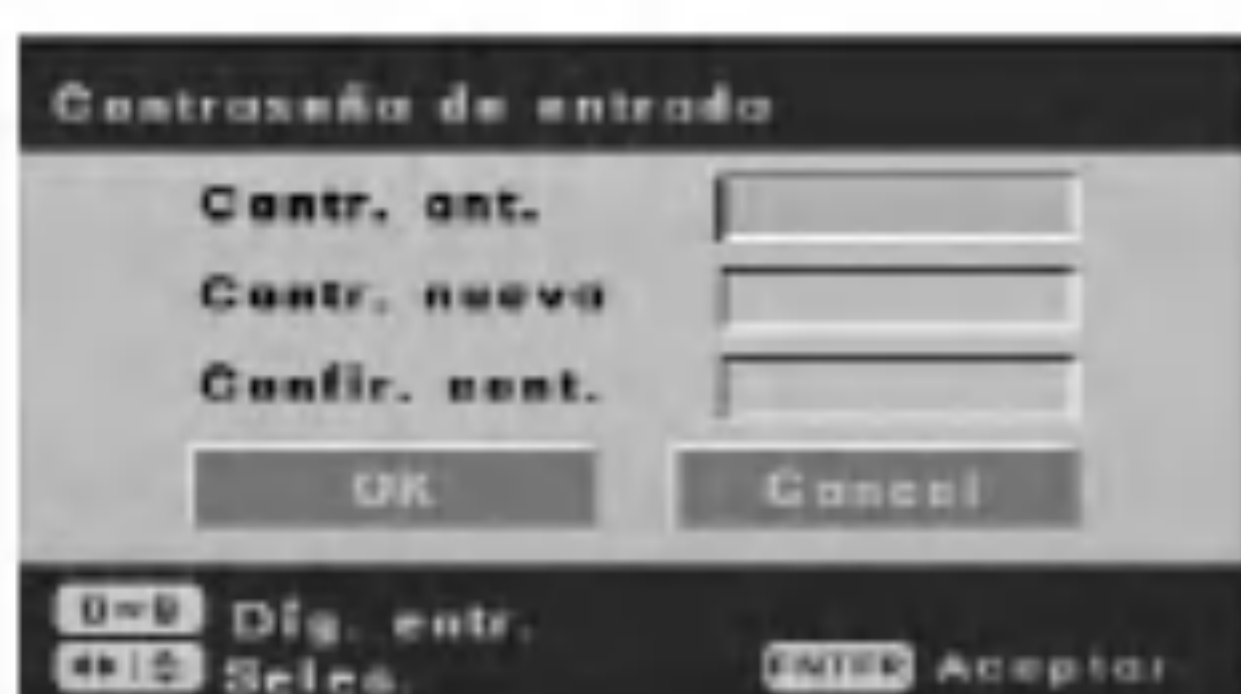 Contraseña de entrada
Contr. ant.
Contr. nueva
Confir. cont.
OK Cancel
0~9 Díg. entr.
Selec.
ENTER Aceptar